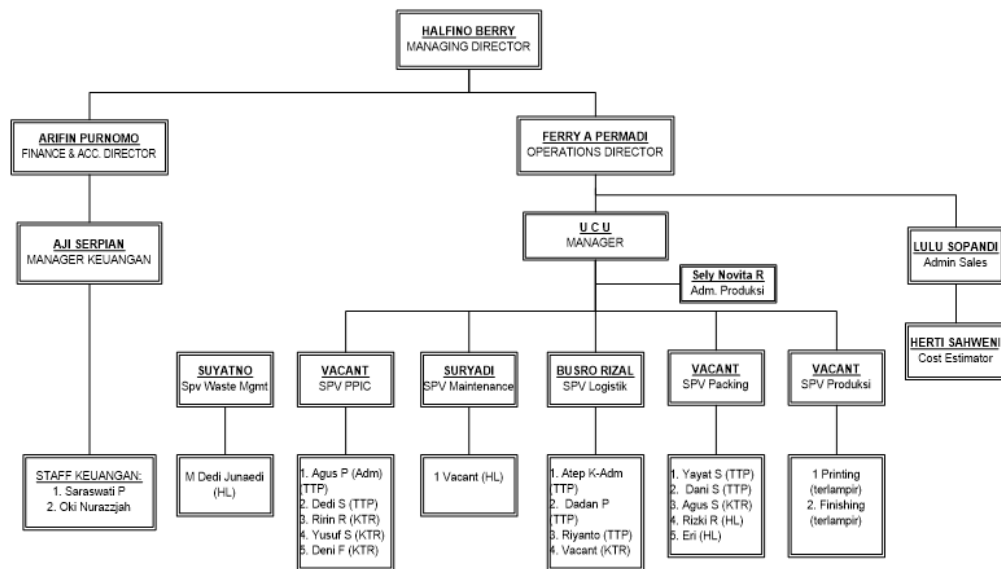 HALFINO BERRY
MANAGING DIRECTOR
ARIFIN PURNOMO
FINANCE & ACC. DIRECTOR
FERRY A PERMADI
OPERATIONS DIRECTOR
AJI SERPIAN
MANAGER KEUANGAN
U C U
MANAGER
LULU SOPANDI
Admin Sales
Sely Novita R
Adm. Produksi
HERTI SAHWENI
Cost Estimator
SUYATNO
Spv Waste Mgmt
VACANT
SPV PPIC
SURYADI
SPV Maintenance
BUSRO RIZAL
SPV Logistik
VACANT
SPV Packing
VACANT
SPV Produksi
STAFF KEUANGAN:
1. Saraswati P
2. Oki Nurazzjah
M Dedi Junaedi
(HL)
1. Agus P (Adm)
(TTP)
2. Dedi S (TTP)
3. Ririn R (KTR)
4. Yusuf S (KTR)
5. Deni F (KTR)
1 Vacant (HL)
1. Atep K-Adm
(TTP)
2. Dadan P
(TTP)
3. Riyanto (TTP)
4. Vacant (KTR)
1. Yayat S (TTP)
2. Dani S (TTP)
3. Agus S (KTR)
4. Rizki R (HL)
5. Eri (HL)
1 Printing
(terlampir)
2. Finishing
(terlampir)